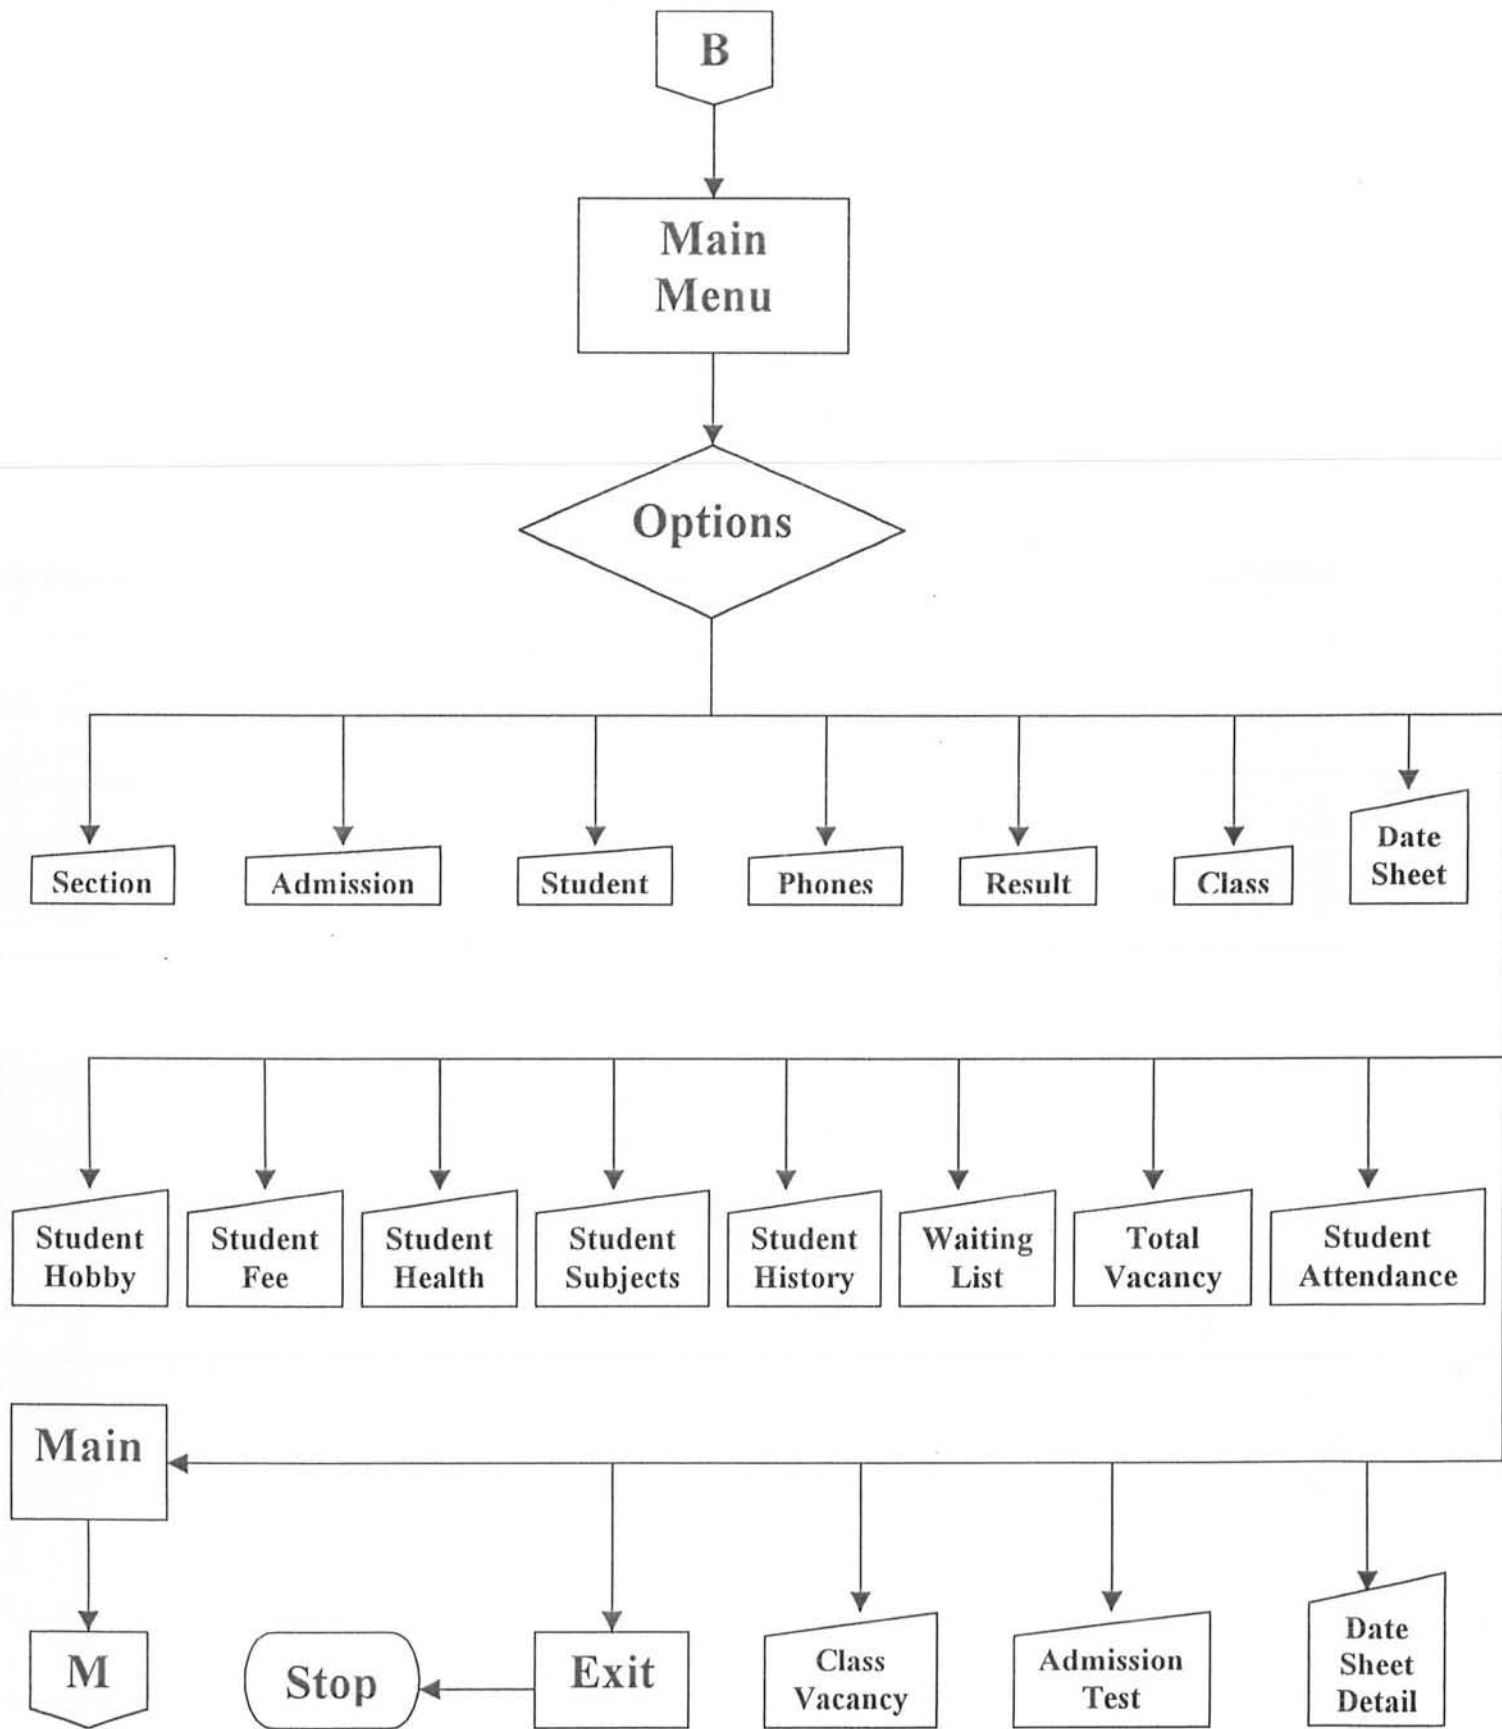 B
Main
Menu
Options
Section
Admission
Student
Phones
Result
Class
Date
Sheet
Student
Hobby
Student
Fee
Student
Health
Student
Subjects
Student
History
Waiting
List
Total
Vacancy
Student
Attendance
Main
M
Stop
Exit
Class
Vacancy
Admission
Test
Date
Sheet
Detail